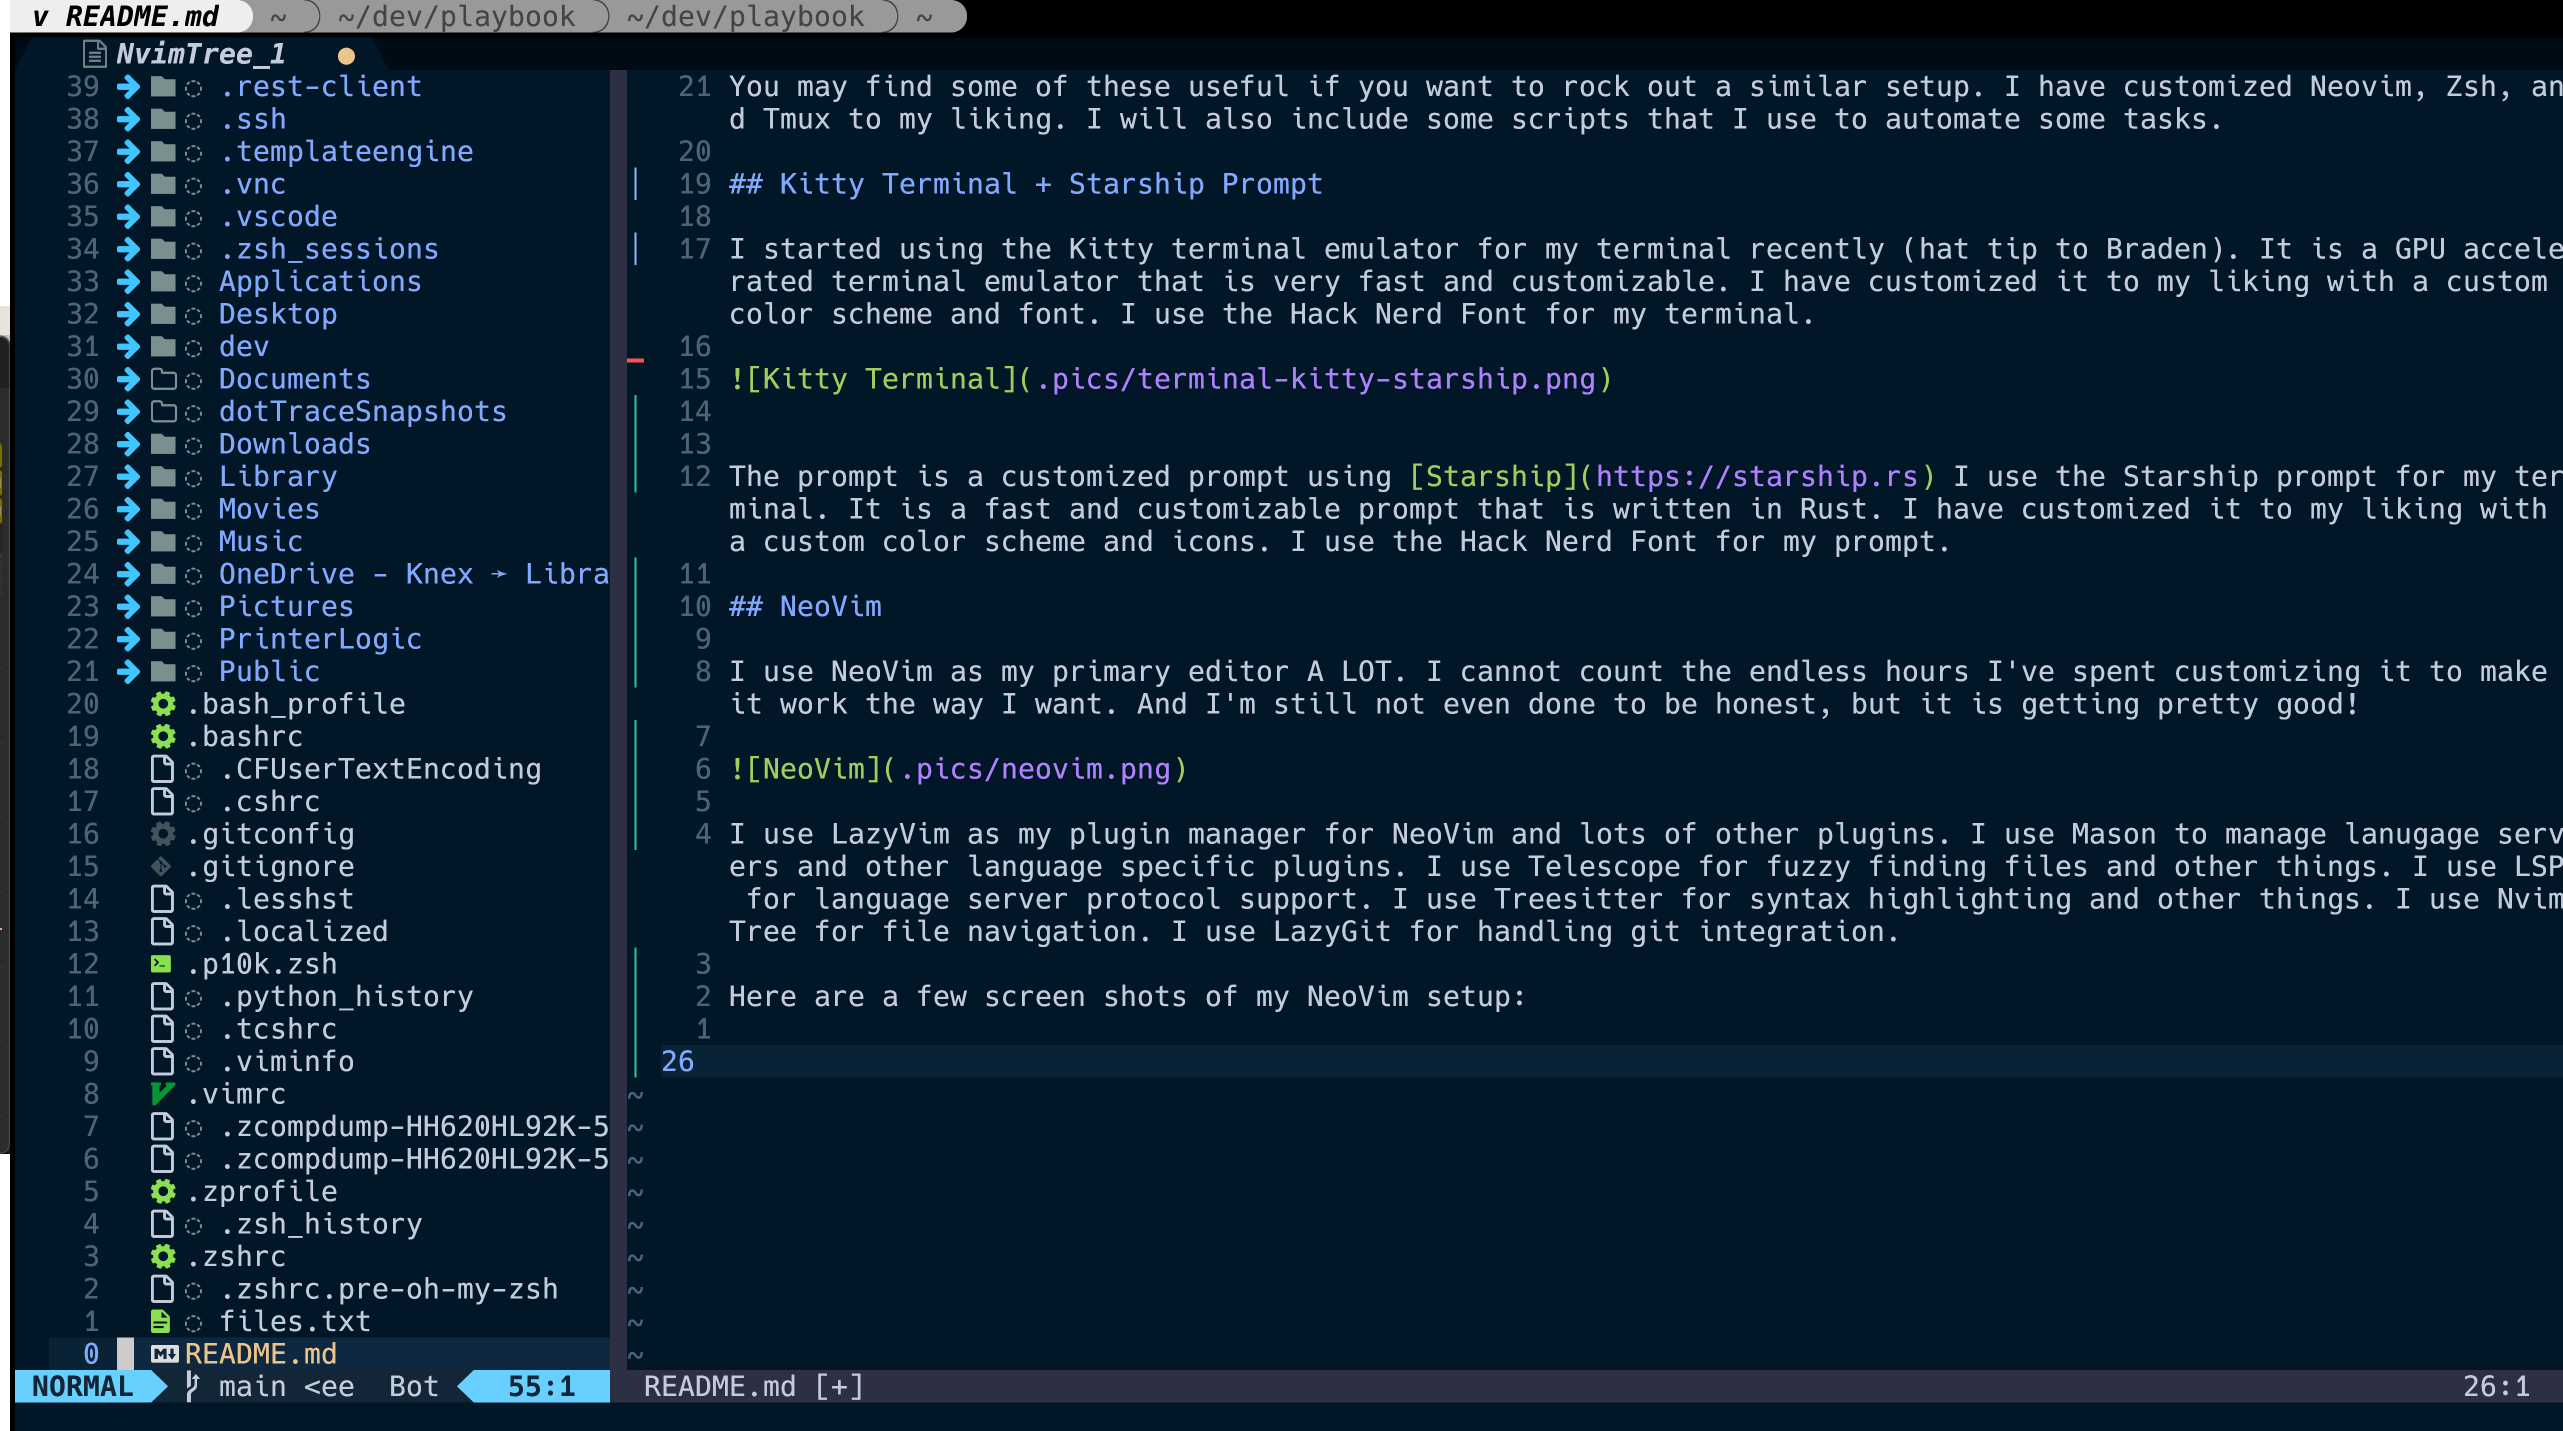 v README.md  ~  ~/dev/playbook  ~/dev/playbook  ~
NvimTree_1
39 .rest-client
38 .ssh
37 .templateengine
36 .vnc
35 .vscode
34 .zsh_sessions
33 Applications
32 Desktop
31 dev
30 Documents
29 dotTraceSnapshots
28 Downloads
27 Library
26 Movies
25 Music
24 OneDrive - Knex ➛ Libra
23 Pictures
22 PrinterLogic
21 Public
20 .bash_profile
19 .bashrc
18 .CFUserTextEncoding
17 .cshrc
16 .gitconfig
15 .gitignore
14 .lesshst
13 .localized
12 .p10k.zsh
11 .python_history
10 .tcshrc
9 .viminfo
8 .vimrc
7 .zcompdump-HH620HL92K-5
6 .zcompdump-HH620HL92K-5
5 .zprofile
4 .zsh_history
3 .zshrc
2 .zshrc.pre-oh-my-zsh
1 files.txt
0 README.md
NORMAL main <ee Bot 55:1
21 You may find some of these useful if you want to rock out a similar setup. I have customized Neovim, Zsh, an
d Tmux to my liking. I will also include some scripts that I use to automate some tasks.
20
19 ## Kitty Terminal + Starship Prompt
18
17 I started using the Kitty terminal emulator for my terminal recently (hat tip to Braden). It is a GPU accele
rated terminal emulator that is very fast and customizable. I have customized it to my liking with a custom
color scheme and font. I use the Hack Nerd Font for my terminal.
16
15 ![Kitty Terminal](.pics/terminal-kitty-starship.png)
14
13
12 The prompt is a customized prompt using [Starship](https://starship.rs) I use the Starship prompt for my ter
minal. It is a fast and customizable prompt that is written in Rust. I have customized it to my liking with
a custom color scheme and icons. I use the Hack Nerd Font for my prompt.
11
10 ## NeoVim
9
8 I use NeoVim as my primary editor A LOT. I cannot count the endless hours I've spent customizing it to make
it work the way I want. And I'm still not even done to be honest, but it is getting pretty good!
7
6 ![NeoVim](.pics/neovim.png)
5
4 I use LazyVim as my plugin manager for NeoVim and lots of other plugins. I use Mason to manage lanugage serv
ers and other language specific plugins. I use Telescope for fuzzy finding files and other things. I use LSP
for language server protocol support. I use Treesitter for syntax highlighting and other things. I use Nvim
Tree for file navigation. I use LazyGit for handling git integration.
3
2 Here are a few screen shots of my NeoVim setup:
1
26
~
~
~
~
~
~
~
~
~
README.md [+] 26:1